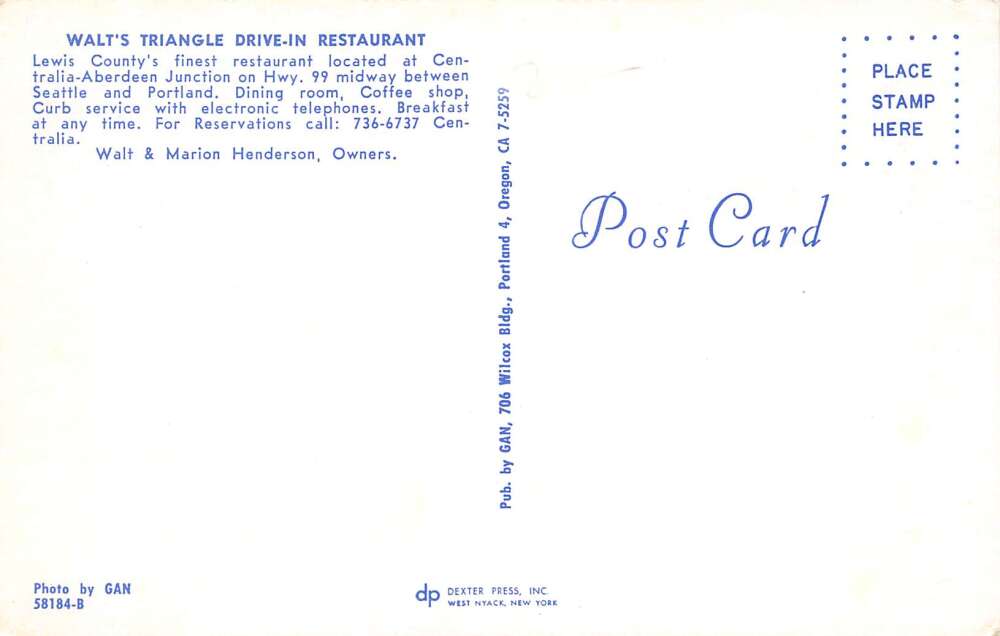 WALT'S TRIANGLE DRIVE-IN RESTAURANT
Lewis County's finest restaurant located at Cen-
tralia-Aberdeen Junction on Hwy. 99 midway between
Seattle and Portland. Dining room, Coffee shop,
Curb service with electronic telephones. Breakfast
at any time. For Reservations call: 736-6737 Cen-
tralia.
Walt & Marion Henderson, Owners.
Pub. by GAN, 706 Wilcox Bldg., Portland 4, Oregon, CA 7-5259
PLACE
STAMP
HERE
Post Card
Photo by GAN
58184-B
dp DEXTER PRESS, INC.
WEST NYACK, NEW YORK